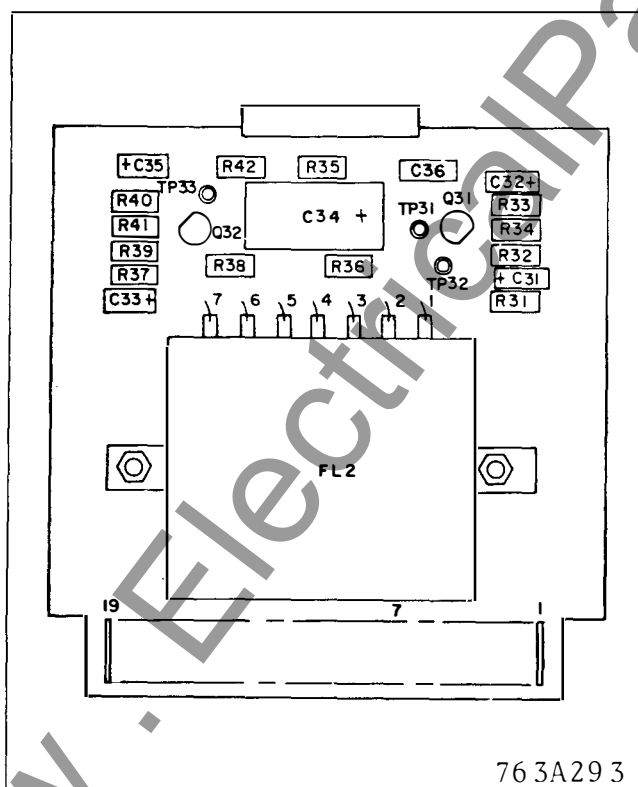 +C35 R42 R35 C36 C32+
TP33 R40 R33
Q32 R41 C34 + TP31 Q31 R34
R39 R38 R36 TP32 R32
R37 + C31
C33+ R31
7 6 5 4 3 2 1
FL2
19 7 1
763A293
w . ElectricalPa